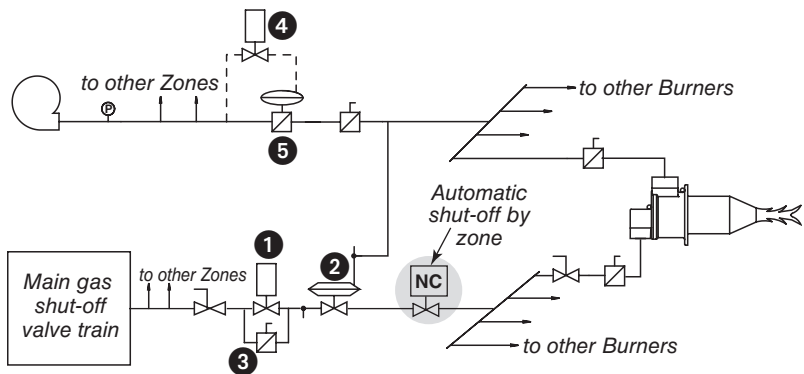 4
to other Zones
to other Burners
P
5
Automatic
shut-off by
zone
1
2
NC
Main gas
shut-off
valve train
to other Zones
3
to other Burners